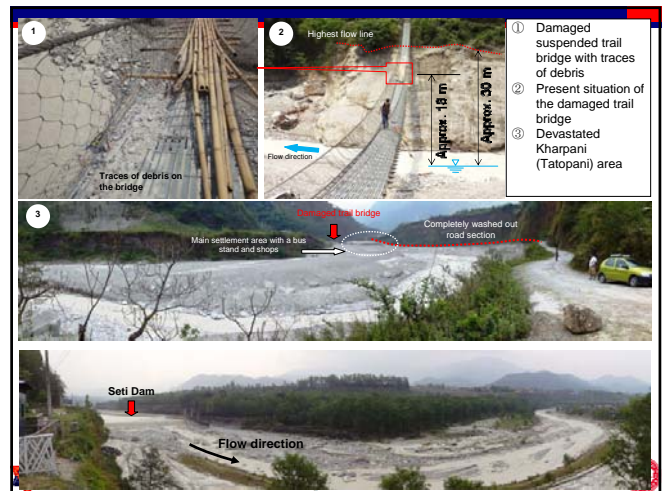 1
Traces of debris on
the bridge
2
Highest flow line
Approx. 18 m
Approx. 30 m
Flow direction
① Damaged
suspended trail
bridge with traces
of debris
② Present situation of
the damaged trail
bridge
③ Devastated
Kharpani
(Tatopani) area
3
Damaged trail bridge
Main settlement area with a bus
stand and shops
Completely washed out
road section
Seti Dam
Flow direction